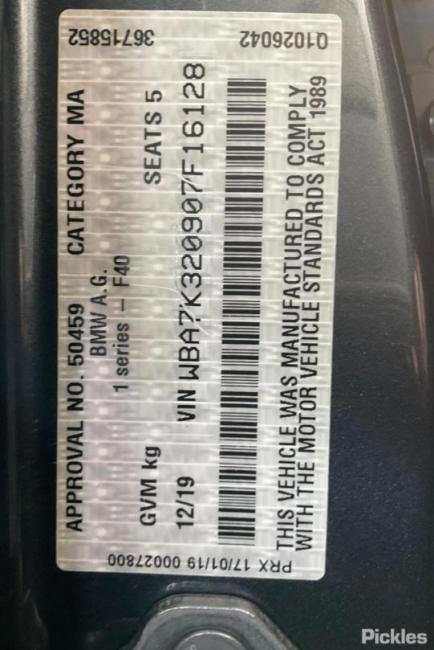 36715852
Q1026042
APPROVAL NO. 50459 CATEGORY MA
BMW A.G.
1 series - F40
GVM kg SEATS 5
12/19 VIN WBA7K320907F16128
THIS VEHICLE WAS MANUFACTURED TO COMPLY
WITH THE MOTOR VEHICLE STANDARDS ACT 1989
PRX 17/01/19 00027800
Pickles